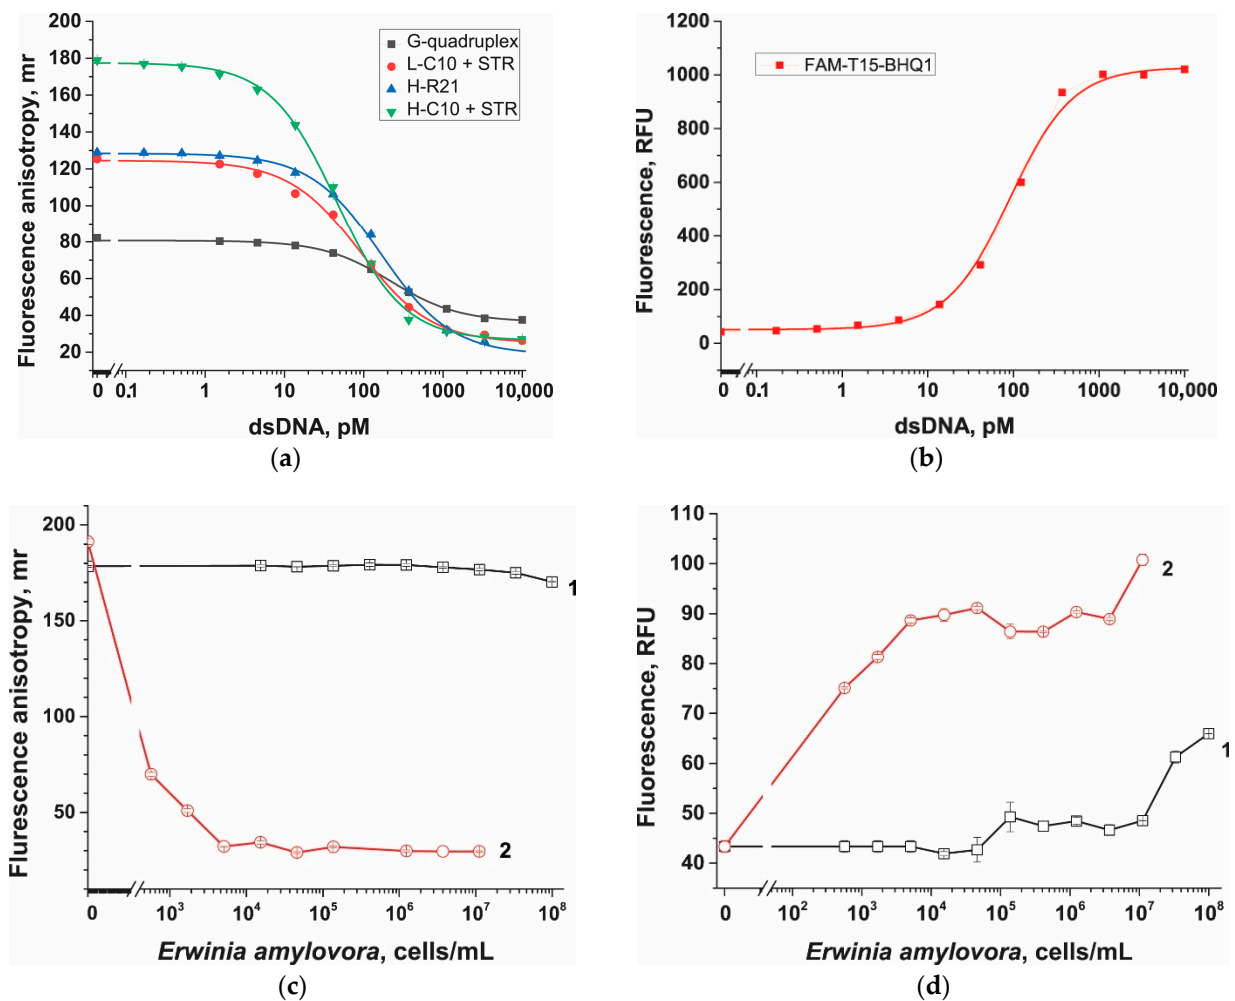 200
180
160
140
120
100
80
60
40
20
Fluorescence anisotropy, mr
G-quadruplex
L-C10 + STR
H-R21
H-C10 + STR
0 0.1 1 10 100 1000 10,000
dsDNA, pM
(a)
1200
1000
800
600
400
200
0
Fluorescence, RFU
FAM-T15-BHQ1
0 0.1 1 10 100 1000 10,000
dsDNA, pM
(b)
200
150
100
50
Flurescence anisotropy, mr
1
2
0 10³ 10⁴ 10⁵ 10⁶ 10⁷ 10⁸
Erwinia amylovora, cells/mL
(c)
110
100
90
80
70
60
50
40
Fluorescence, RFU
2
1
0 10² 10³ 10⁴ 10⁵ 10⁶ 10⁷ 10⁸
Erwinia amylovora, cells/mL
(d)